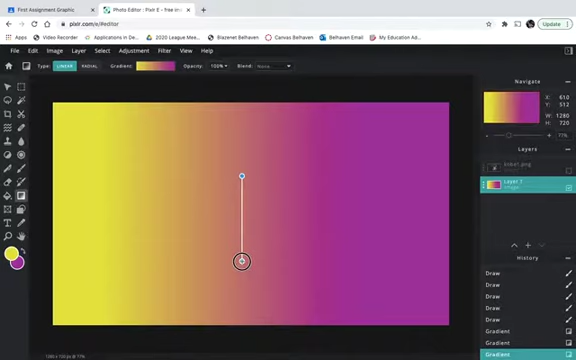 First Assignment Graphic
Photo Editor : Pixlr E - free im
pixlr.com/e/#editor
Update
Apps
Kaku Video Recorder
Applications in De
2020 League Mee
Blazenet Belhaven
Canvas Belhaven
Belhaven Email
My Education Ad
File Edit Image Layer Select Adjustment Filter View Help
Type: LINEAR RADIAL Gradient: Opacity: 100% Blend: None
Navigate
X: 610
Y: 512
W: 1280
H: 720
77%
Layers
Layer 1
History
Draw
Draw
Draw
Draw
Draw
Gradient
Gradient
Gradient